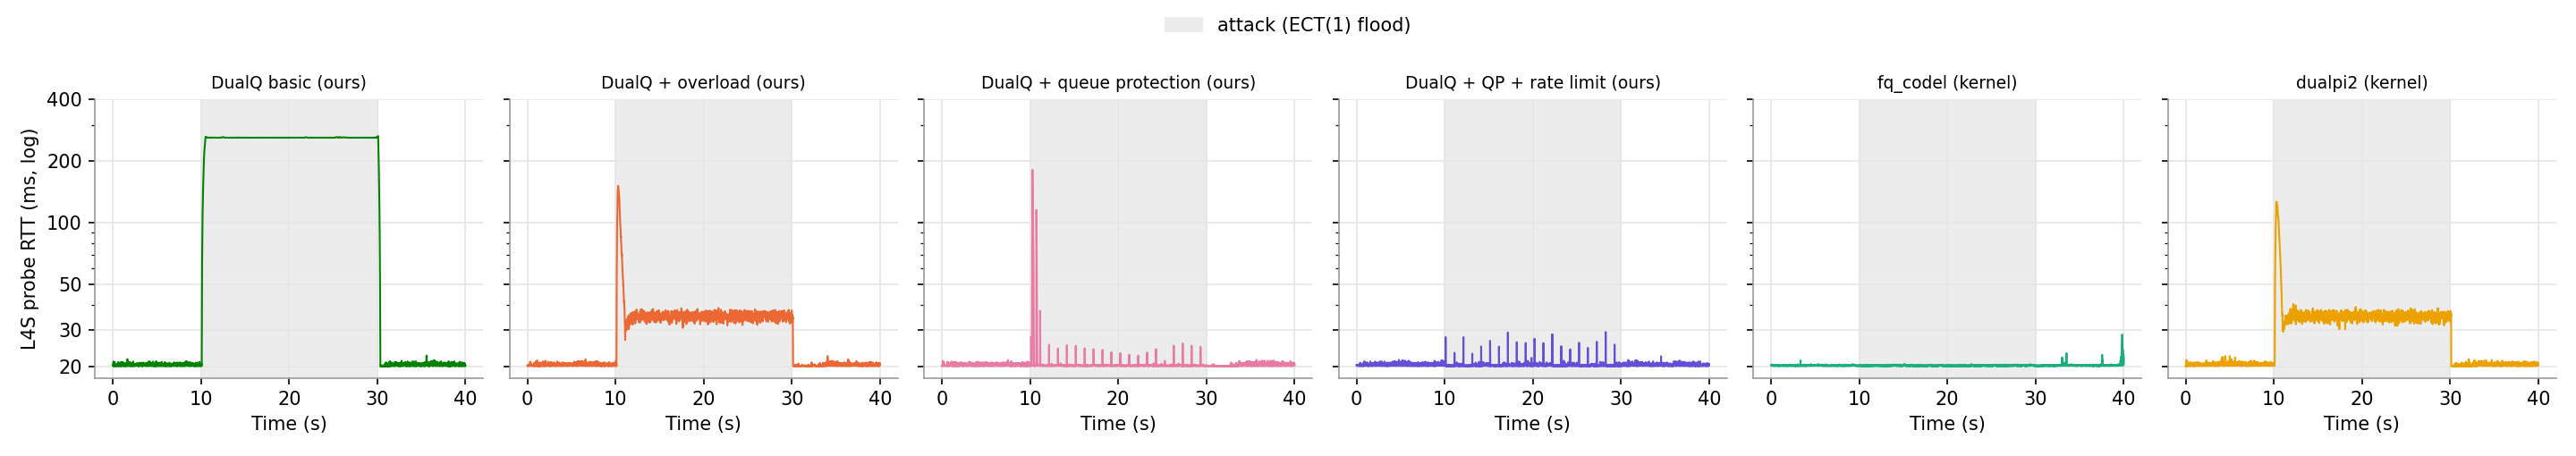 attack (ECT(1) flood)
DualQ basic (ours)
DualQ + overload (ours)
DualQ + queue protection (ours)
DualQ + QP + rate limit (ours)
fq_codel (kernel)
dualpi2 (kernel)
L4S probe RTT (ms, log)
400
200
100
50
30
20
0 10 20 30 40
0 10 20 30 40
0 10 20 30 40
0 10 20 30 40
0 10 20 30 40
0 10 20 30 40
Time (s)
Time (s)
Time (s)
Time (s)
Time (s)
Time (s)